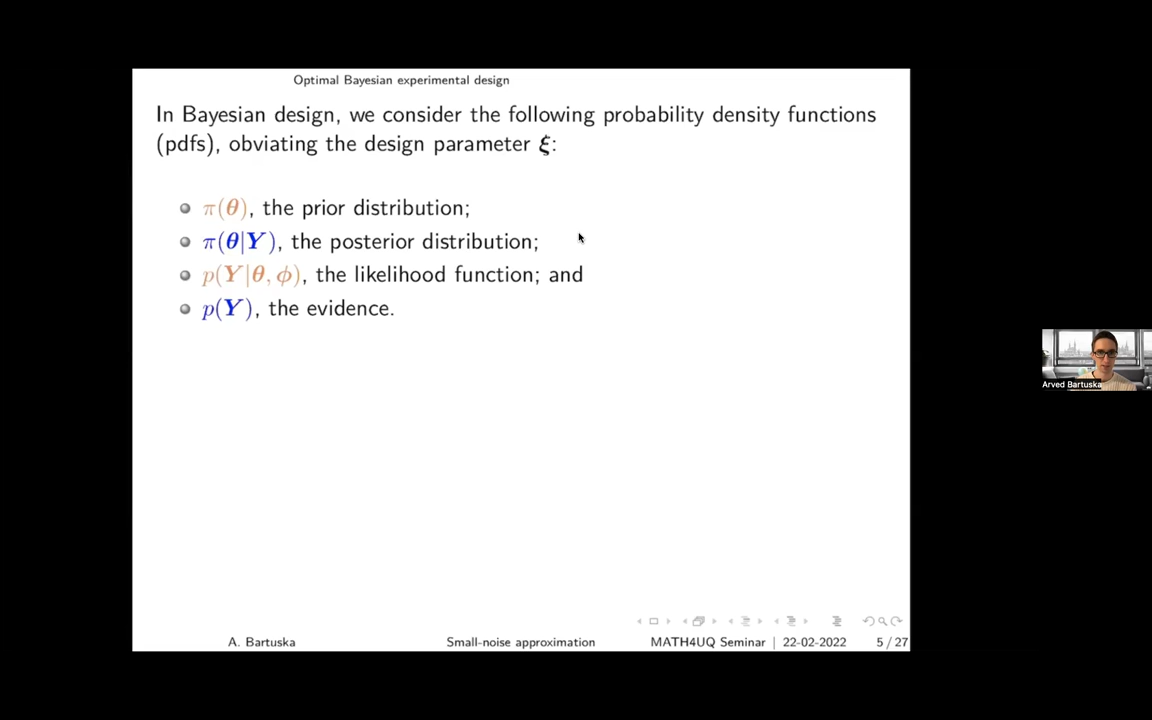 Optimal Bayesian experimental design
In Bayesian design, we consider the following probability density functions
(pdfs), obviating the design parameter ξ:
π(θ), the prior distribution;
π(θ|Y), the posterior distribution;
p(Y|θ, ϕ), the likelihood function; and
p(Y), the evidence.
Arved Bartuska
A. Bartuska Small-noise approximation MATH4UQ Seminar | 22-02-2022 5 / 27